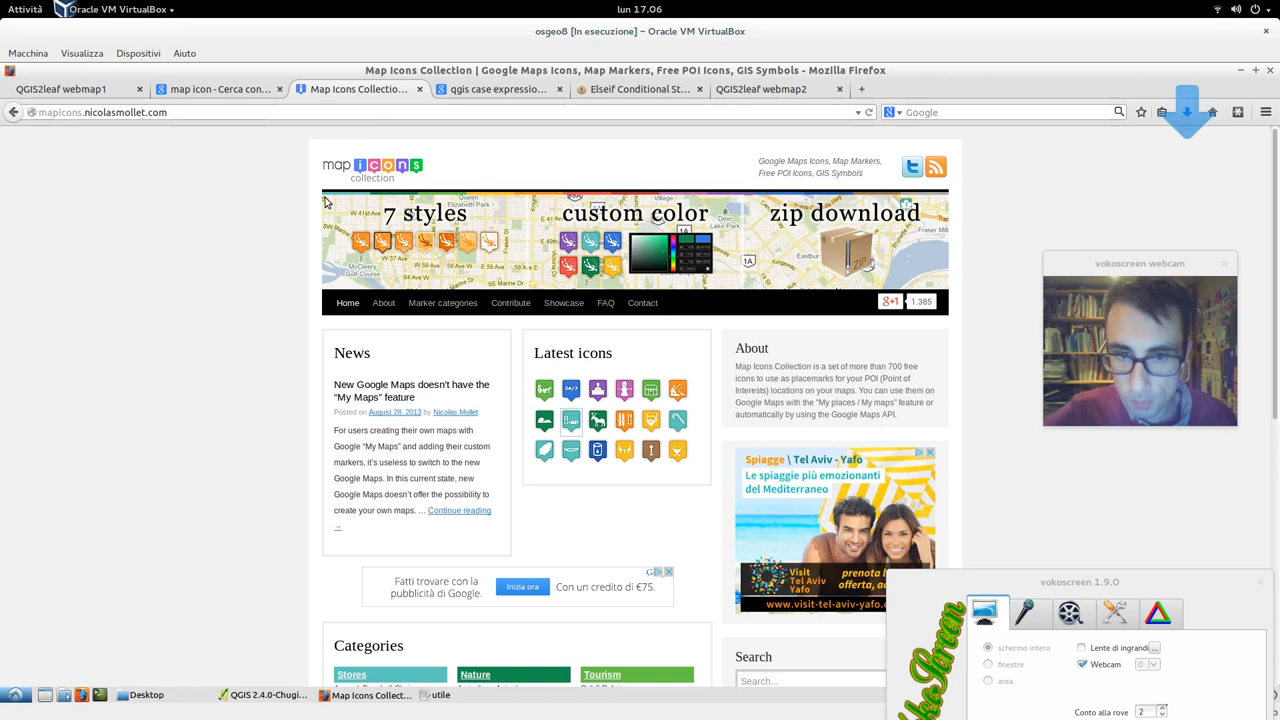 Attività
Oracle VM VirtualBox
lun 17.06
osgeo8 [In esecuzione] – Oracle VM VirtualBox
Macchina Visualizza Dispositivi Aiuto
Map Icons Collection | Google Maps Icons, Map Markers, Free POI Icons, GIS Symbols - Mozilla Firefox
QGIS2leaf webmap1
map icon - Cerca con...
Map Icons Collectio...
qgis case expressio...
Elseif Conditional St...
QGIS2leaf webmap2
mapicons.nicolasmollet.com
Google
map icons
collection
Google Maps Icons, Map Markers,
Free POI Icons, GIS Symbols
7 styles
custom color
zip download
Home About Marker categories Contribute Showcase FAQ Contact
g+1 1.385
News
New Google Maps doesn't have the
“My Maps” feature
Posted on August 28, 2013 by Nicolas Mollet
For users creating their own maps with
Google “My Maps” and adding their custom
markers, it's useless to switch to the new
Google Maps. In this current state, new
Google Maps doesn't offer the possibility to
create your own maps. … Continue reading
→
Latest icons
24/7
About
Map Icons Collection is a set of more than 700 free
icons to use as placemarks for your POI (Point of
Interests) locations on your maps. You can use them on
Google Maps with the "My places / My maps" feature or
automatically by using the Google Maps API.
Spiagge \ Tel Aviv - Yafo
Le spiagge più emozionanti
del Mediterraneo
Visit
Tel Aviv
Yafo
prenota l
offerta, a
www.visit-tel-aviv-yafo.c
Fatti trovare con la
pubblicità di Google.
Inizia ora
Con un credito di €75.
Categories
Stores
Nature
Tourism
Search
Search...
vokoscreen webcam
vokoscreen 1.9.0
schermo intero
finestre
area
Lente di ingrandi
...
Webcam
0
Conto alla rove
2
Desktop
QGIS 2.4.0-Chugi...
Map Icons Collect...
utile